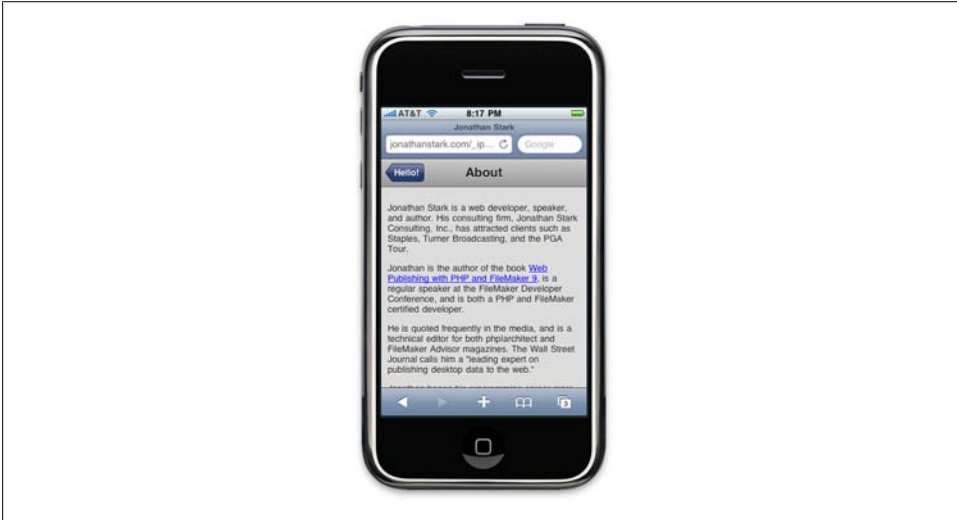 AT&T 8:17 PM
Jonathan Stark
jonathanstark.com/_ip... Google
Hello! About
Jonathan Stark is a web developer, speaker,
and author. His consulting firm, Jonathan Stark
Consulting, Inc., has attracted clients such as
Staples, Turner Broadcasting, and the PGA
Tour.
Jonathan is the author of the book Web
Publishing with PHP and FileMaker 9, is a
regular speaker at the FileMaker Developer
Conference, and is both a PHP and FileMaker
certified developer.
He is quoted frequently in the media, and is a
technical editor for both php|architect and
FileMaker Advisor magazines. The Wall Street
Journal calls him a "leading expert on
publishing desktop data to the web."
3